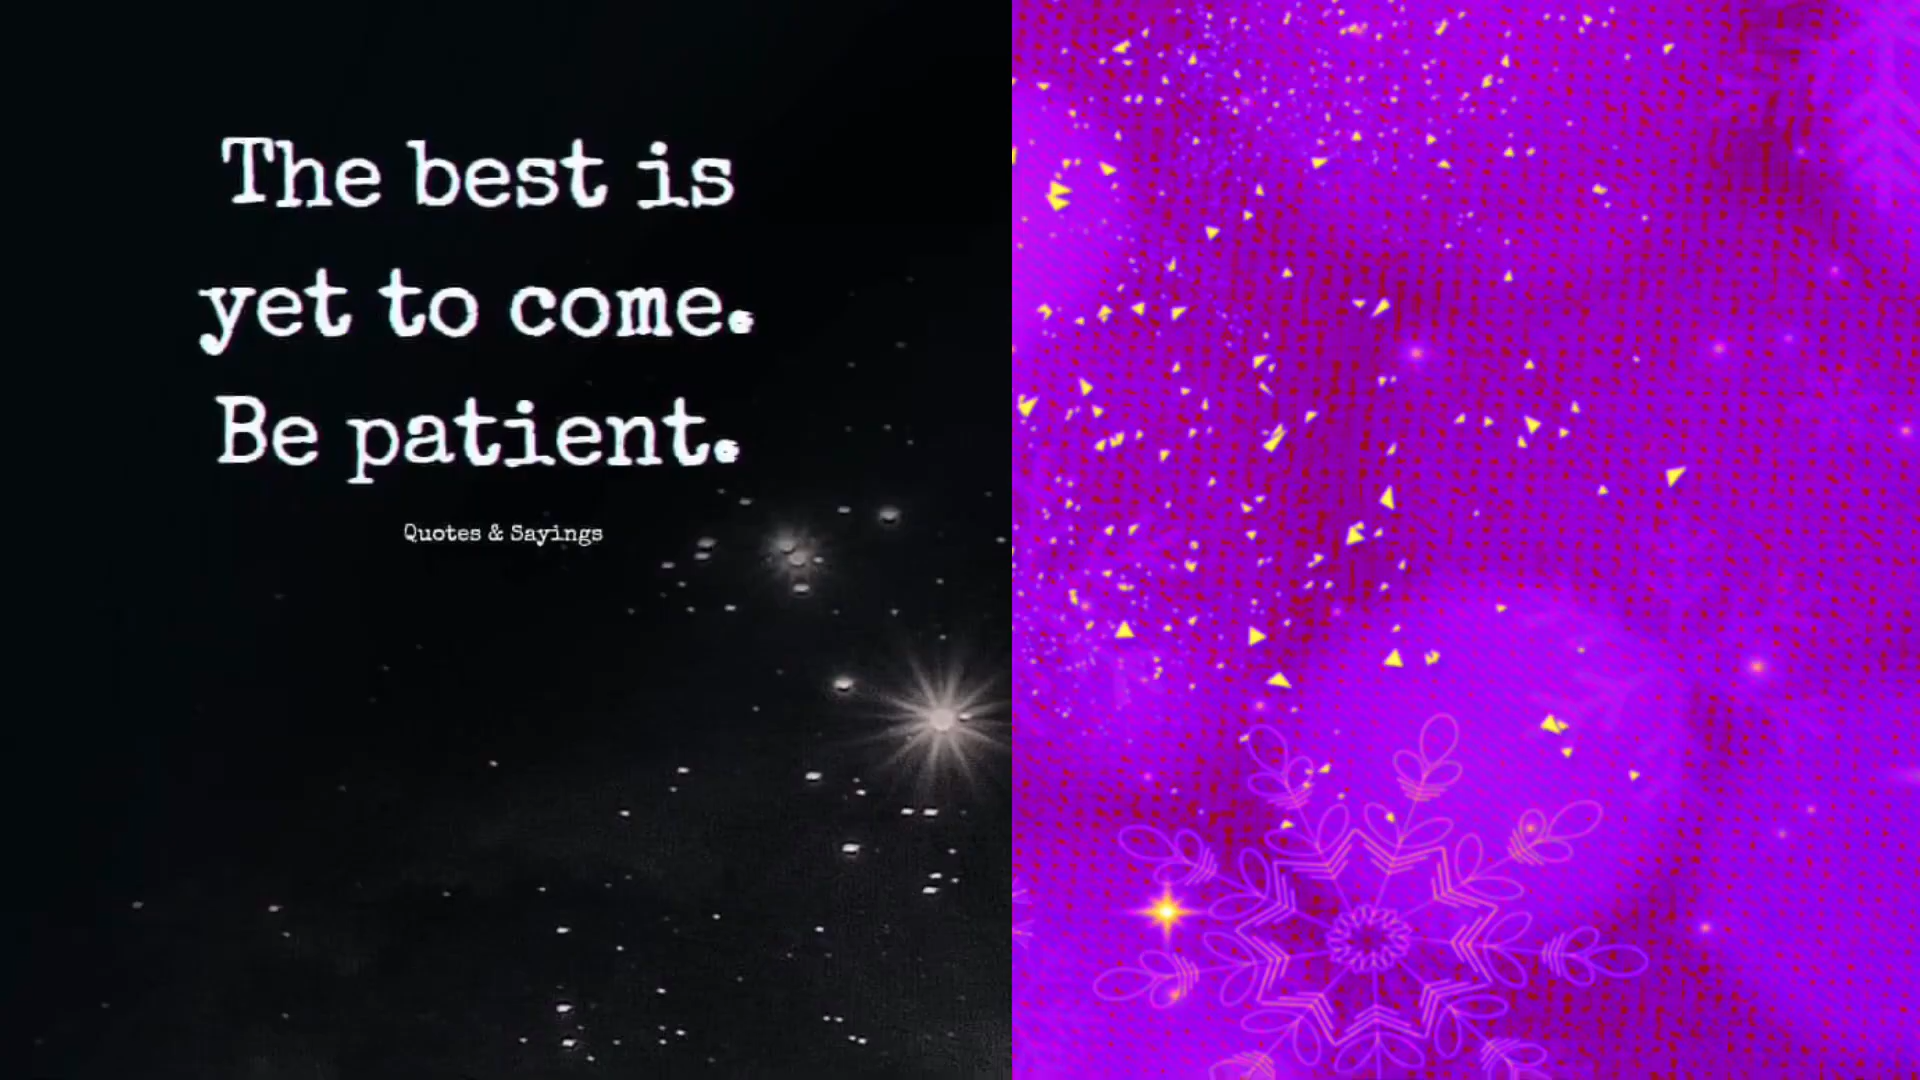 The best is
yet to come.
Be patient.
Quotes & Sayings